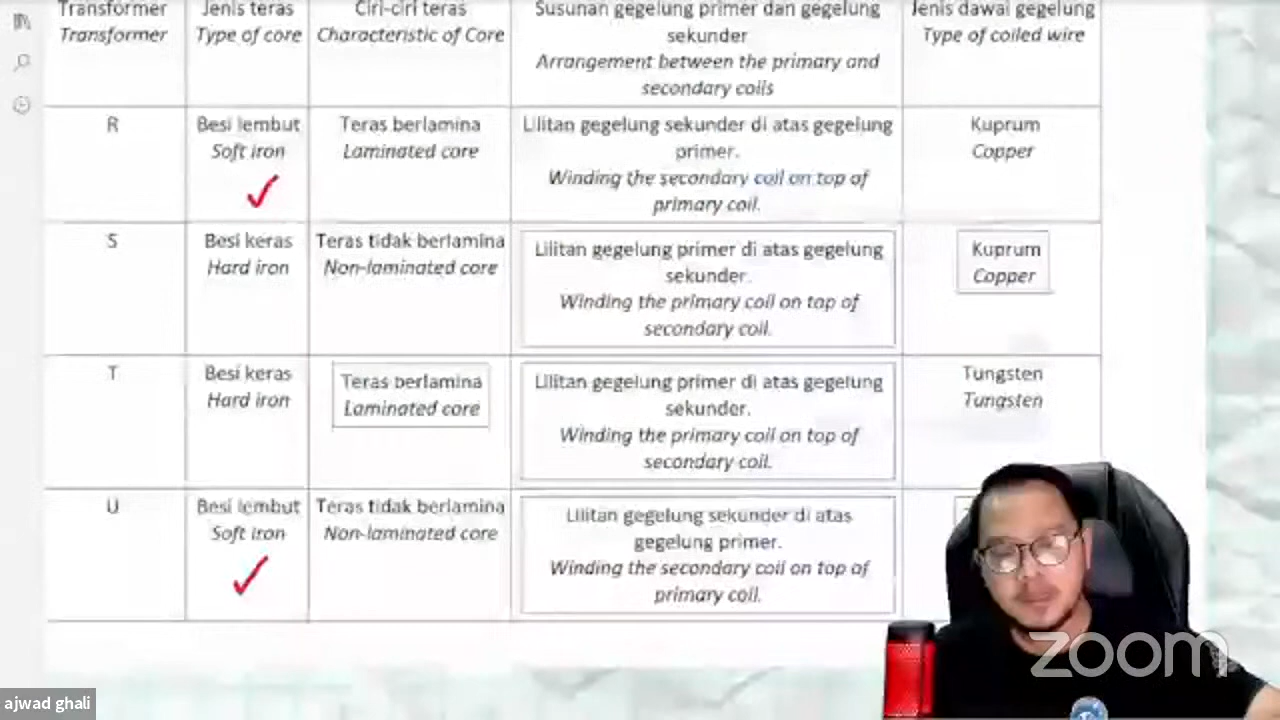 Transformer
Transformer
Jenis teras
Type of core
Ciri-ciri teras
Characteristic of Core
Susunan gegelung primer dan gegelung
sekunder
Arrangement between the primary and
secondary coils
Jenis dawai gegelung
Type of coiled wire
R
Besi lembut
Soft iron
Teras berlamina
Laminated core
Lilitan gegelung sekunder di atas gegelung
primer.
Winding the secondary coil on top of
primary coil.
Kuprum
Copper
S
Besi keras
Hard iron
Teras tidak berlamina
Non-laminated core
Lilitan gegelung primer di atas gegelung
sekunder.
Winding the primary coil on top of
secondary coil.
Kuprum
Copper
T
Besi keras
Hard iron
Teras berlamina
Laminated core
Lilitan gegelung primer di atas gegelung
sekunder.
Winding the primary coil on top of
secondary coil.
Tungsten
Tungsten
U
Besi lembut
Soft iron
Teras tidak berlamina
Non-laminated core
Lilitan gegelung sekunder di atas
gegelung primer.
Winding the secondary coil on top of
primary coil.
zoom
ajwad ghali